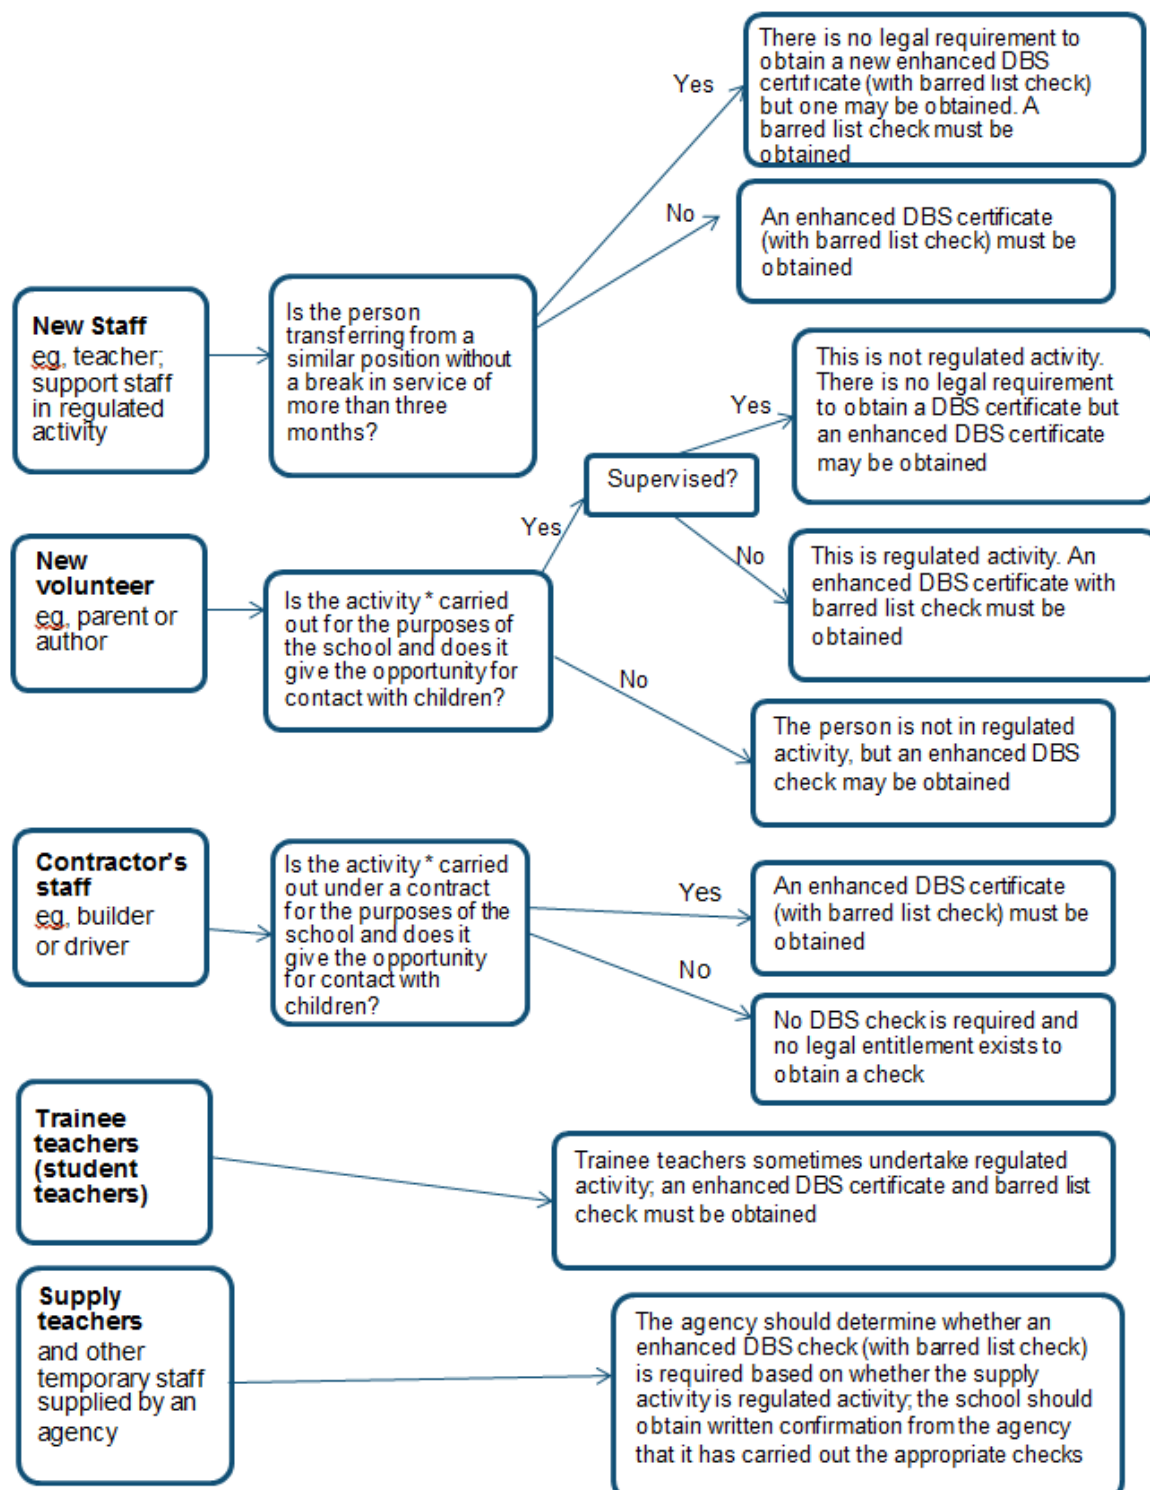 There is no legal requirement to
obtain a new enhanced DBS
certificate (with barred list check)
but one may be obtained. A
barred list check must be
obtained
Yes
No
An enhanced DBS certificate
(with barred list check) must be
obtained
New Staff
eg, teacher;
support staff
in regulated
activity
Is the person
transferring from a
similar position without
a break in service of
more than three
months?
This is not regulated activity.
There is no legal requirement
to obtain a DBS certificate but
an enhanced DBS certificate
may be obtained
Yes
Supervised?
Yes
No
This is regulated activity. An
enhanced DBS certificate with
barred list check must be
obtained
New
volunteer
eg, parent or
author
Is the activity * carried
out for the purposes of
the school and does it
give the opportunity for
contact with children?
No
The person is not in regulated
activity, but an enhanced DBS
check may be obtained
Contractor's
staff
eg, builder
or driver
Is the activity * carried
out under a contract
for the purposes of the
school and does it
give the opportunity
for contact with
children?
Yes
An enhanced DBS certificate
(with barred list check) must be
obtained
No
No DBS check is required and
no legal entitlement exists to
obtain a check
Trainee
teachers
(student
teachers)
Trainee teachers sometimes undertake regulated
activity; an enhanced DBS certificate and barred list
check must be obtained
Supply
teachers
and other
temporary staff
supplied by an
agency
The agency should determine whether an
enhanced DBS check (with barred list check)
is required based on whether the supply
activity is regulated activity; the school should
obtain written confirmation from the agency
that it has carried out the appropriate checks